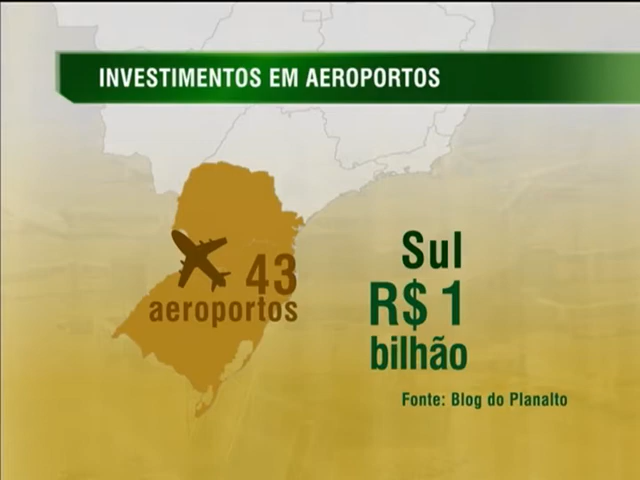 INVESTIMENTOS EM AEROPORTOS
43
aeroportos
Sul
R$ 1
bilhão
Fonte: Blog do Planalto